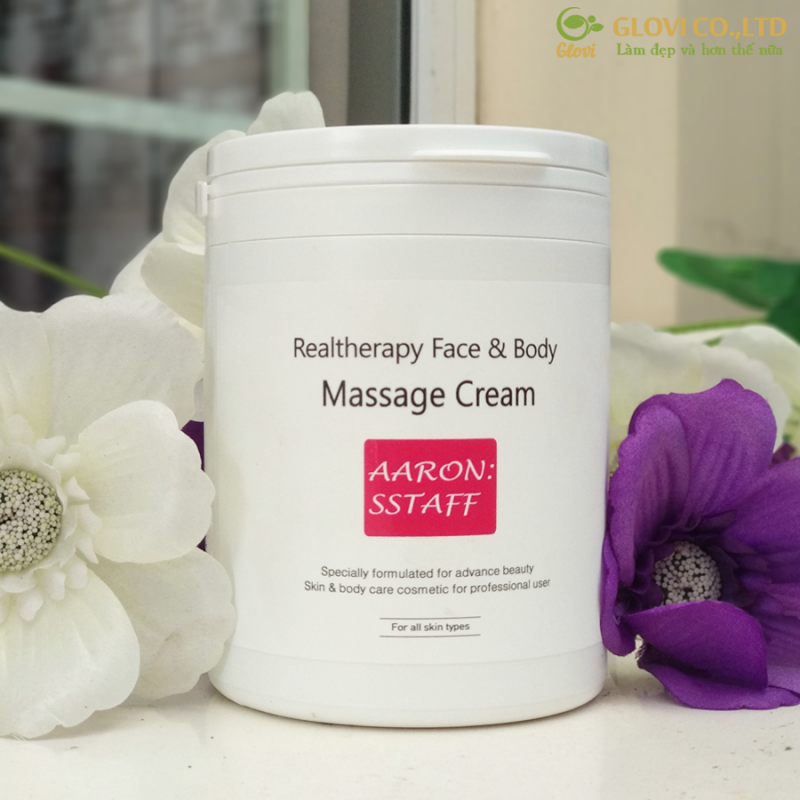 GLOVI CO.,LTD
Glovi
Làm đẹp và hơn thế nữa
Realtherapy Face & Body
Massage Cream
AARON:
SSTAFF
Specially formulated for advance beauty
Skin & body care cosmetic for professional user
For all skin types